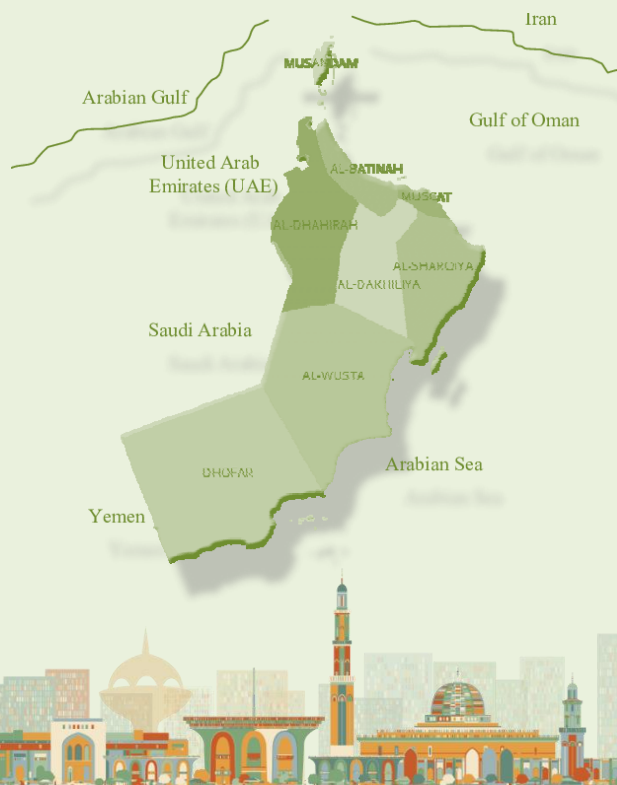 Iran
MUSANDAM
Arabian Gulf
Gulf of Oman
United Arab
Emirates (UAE)
AL-BATINAH
MUSCAT
AL-DHAHIRAH
AL-SHARQIYA
AL-DAKHILIYA
Saudi Arabia
AL-WUSTA
Arabian Sea
DHOFAR
Yemen